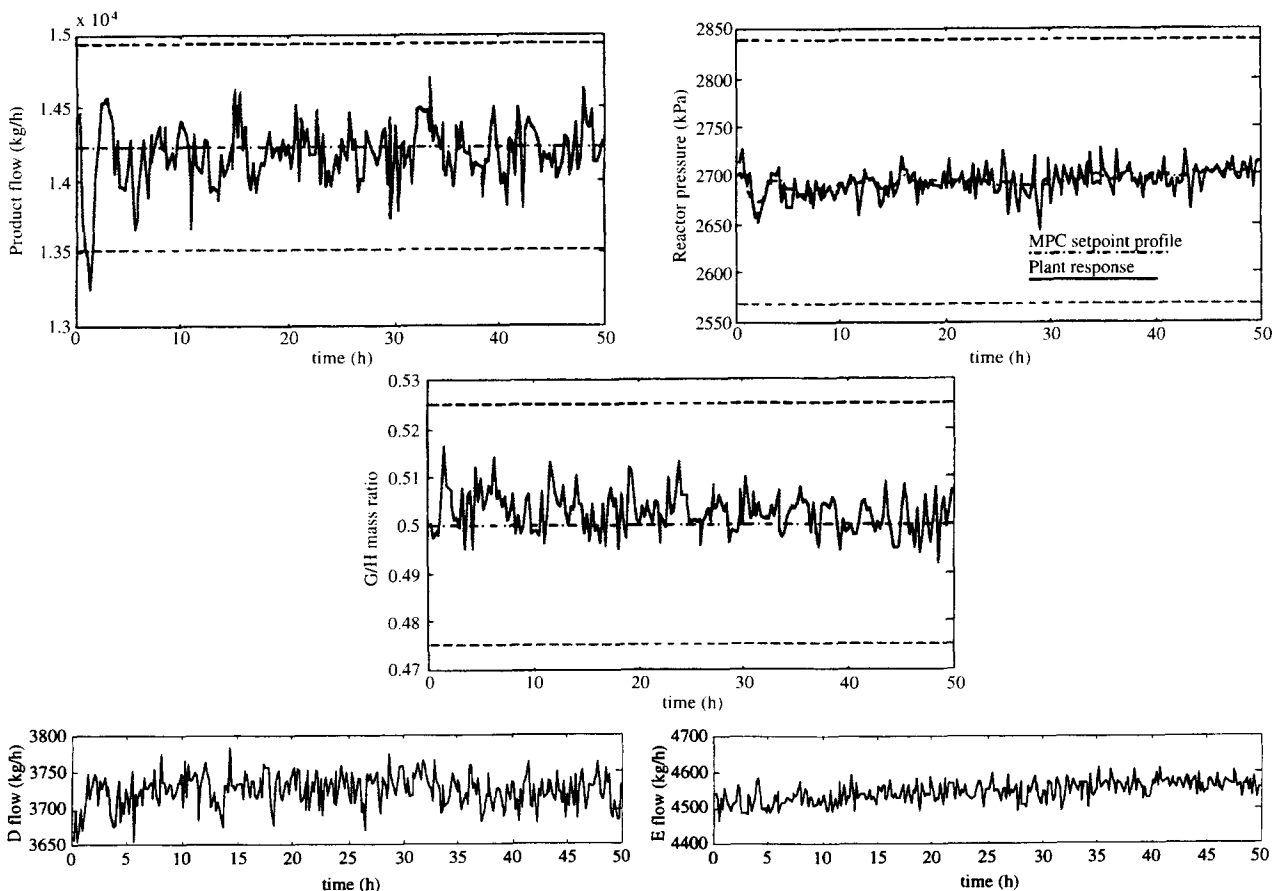 x 10⁴
1.5
1.45
1.4
1.35
1.3
Product flow (kg/h)
0 10 20 30 40 50
time (h)
2850
2800
2750
2700
2650
2600
2550
Reactor pressure (kPa)
MPC setpoint profile
Plant response
0 10 20 30 40 50
time (h)
0.53
0.52
0.51
0.5
0.49
0.48
0.47
G/H mass ratio
0 10 20 30 40 50
time (h)
3800
3750
3700
3650
D flow (kg/h)
0 5 10 15 20 25 30 35 40 45 50
time (h)
4700
4600
4500
4400
E flow (kg/h)
0 5 10 15 20 25 30 35 40 45 50
time (h)